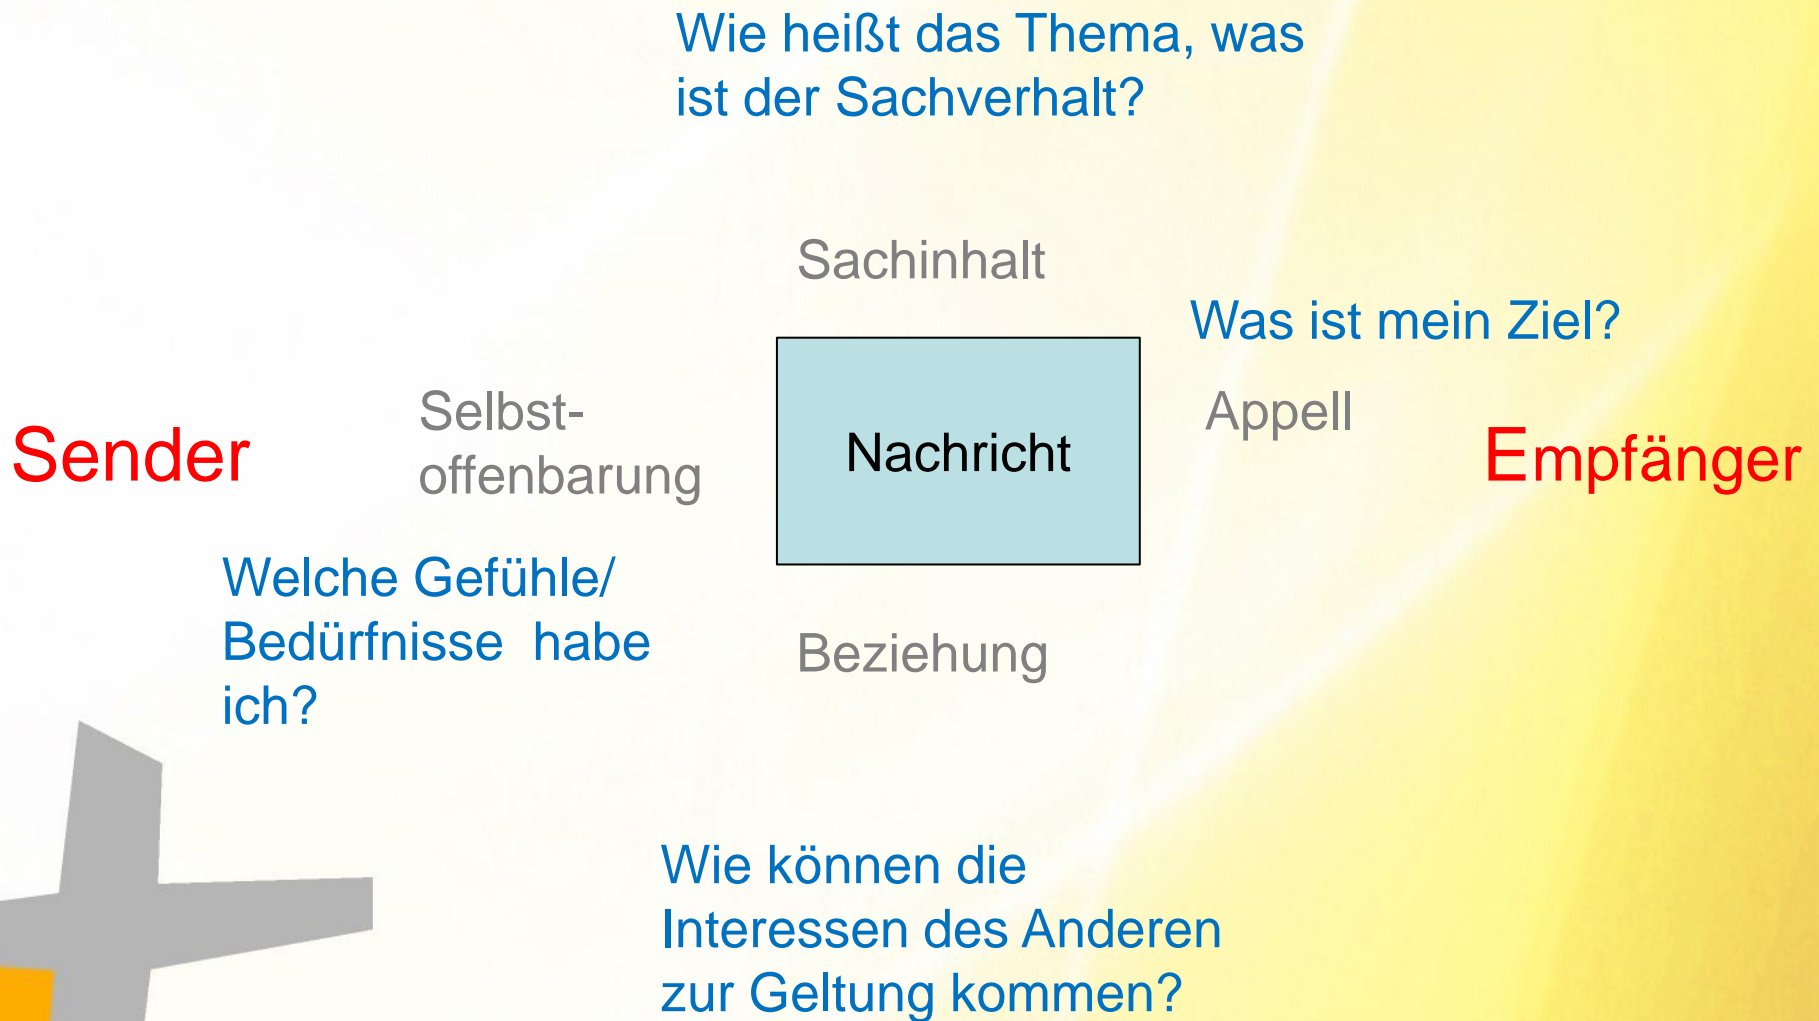 Wie heißt das Thema, was
ist der Sachverhalt?
Sachinhalt
Was ist mein Ziel?
Sender
Selbst-
offenbarung
Nachricht
Appell
Empfänger
Welche Gefühle/
Bedürfnisse habe
ich?
Beziehung
Wie können die
Interessen des Anderen
zur Geltung kommen?